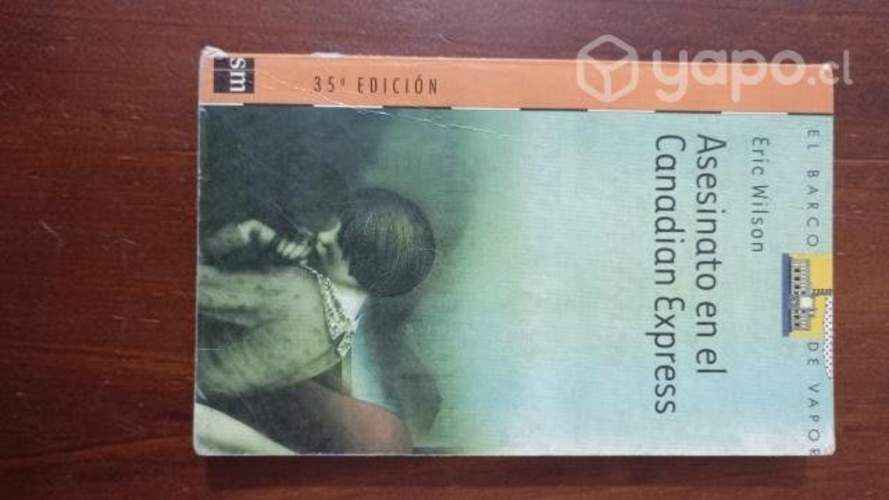 yapo.cl
EL BARCO DE VAPOR
Eric Wilson
Asesinato en el
Canadian Express
35ª EDICIÓN
sm